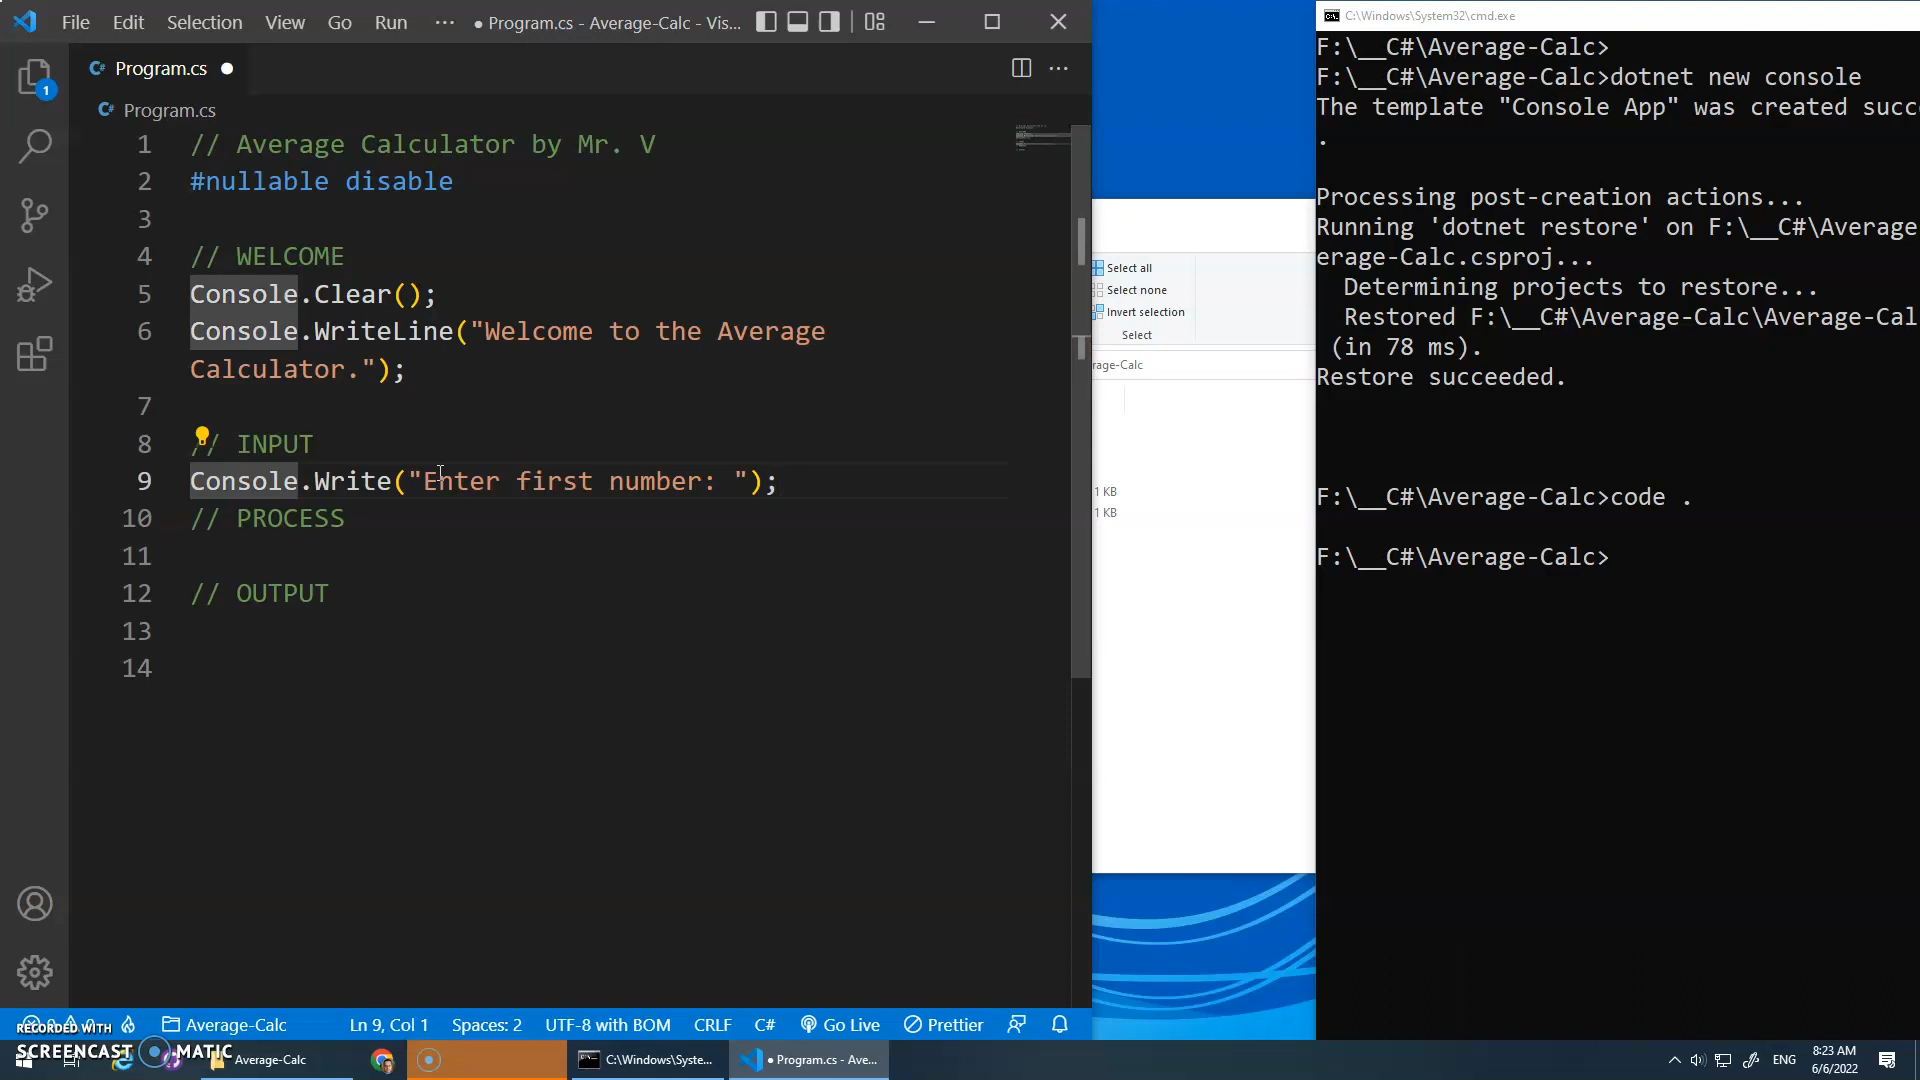 File Edit Selection View Go Run ··· ● Program.cs - Average-Calc - Vis...
C# Program.cs ●
C# Program.cs
1 // Average Calculator by Mr. V
2 #nullable disable
3
4 // WELCOME
5 Console.Clear();
6 Console.WriteLine("Welcome to the Average
Calculator.");
7
8 // INPUT
9 Console.Write("Enter first number: ");
10 // PROCESS
11
12 // OUTPUT
13
14
1
Select all
Select none
Invert selection
Select
rage-Calc
1 KB
1 KB
C:\Windows\System32\cmd.exe
F:\__C#\Average-Calc>
F:\__C#\Average-Calc>dotnet new console
The template "Console App" was created succ
.
Processing post-creation actions...
Running 'dotnet restore' on F:\__C#\Average
erage-Calc.csproj...
Determining projects to restore...
Restored F:\__C#\Average-Calc\Average-Cal
(in 78 ms).
Restore succeeded.
F:\__C#\Average-Calc>code .
F:\__C#\Average-Calc>
Average-Calc Ln 9, Col 1 Spaces: 2 UTF-8 with BOM CRLF C# Go Live Prettier
RECORDED WITH
SCREENCAST MATIC
Average-Calc C:\Windows\Syste... ● Program.cs - Ave...
ENG 8:23 AM
6/6/2022